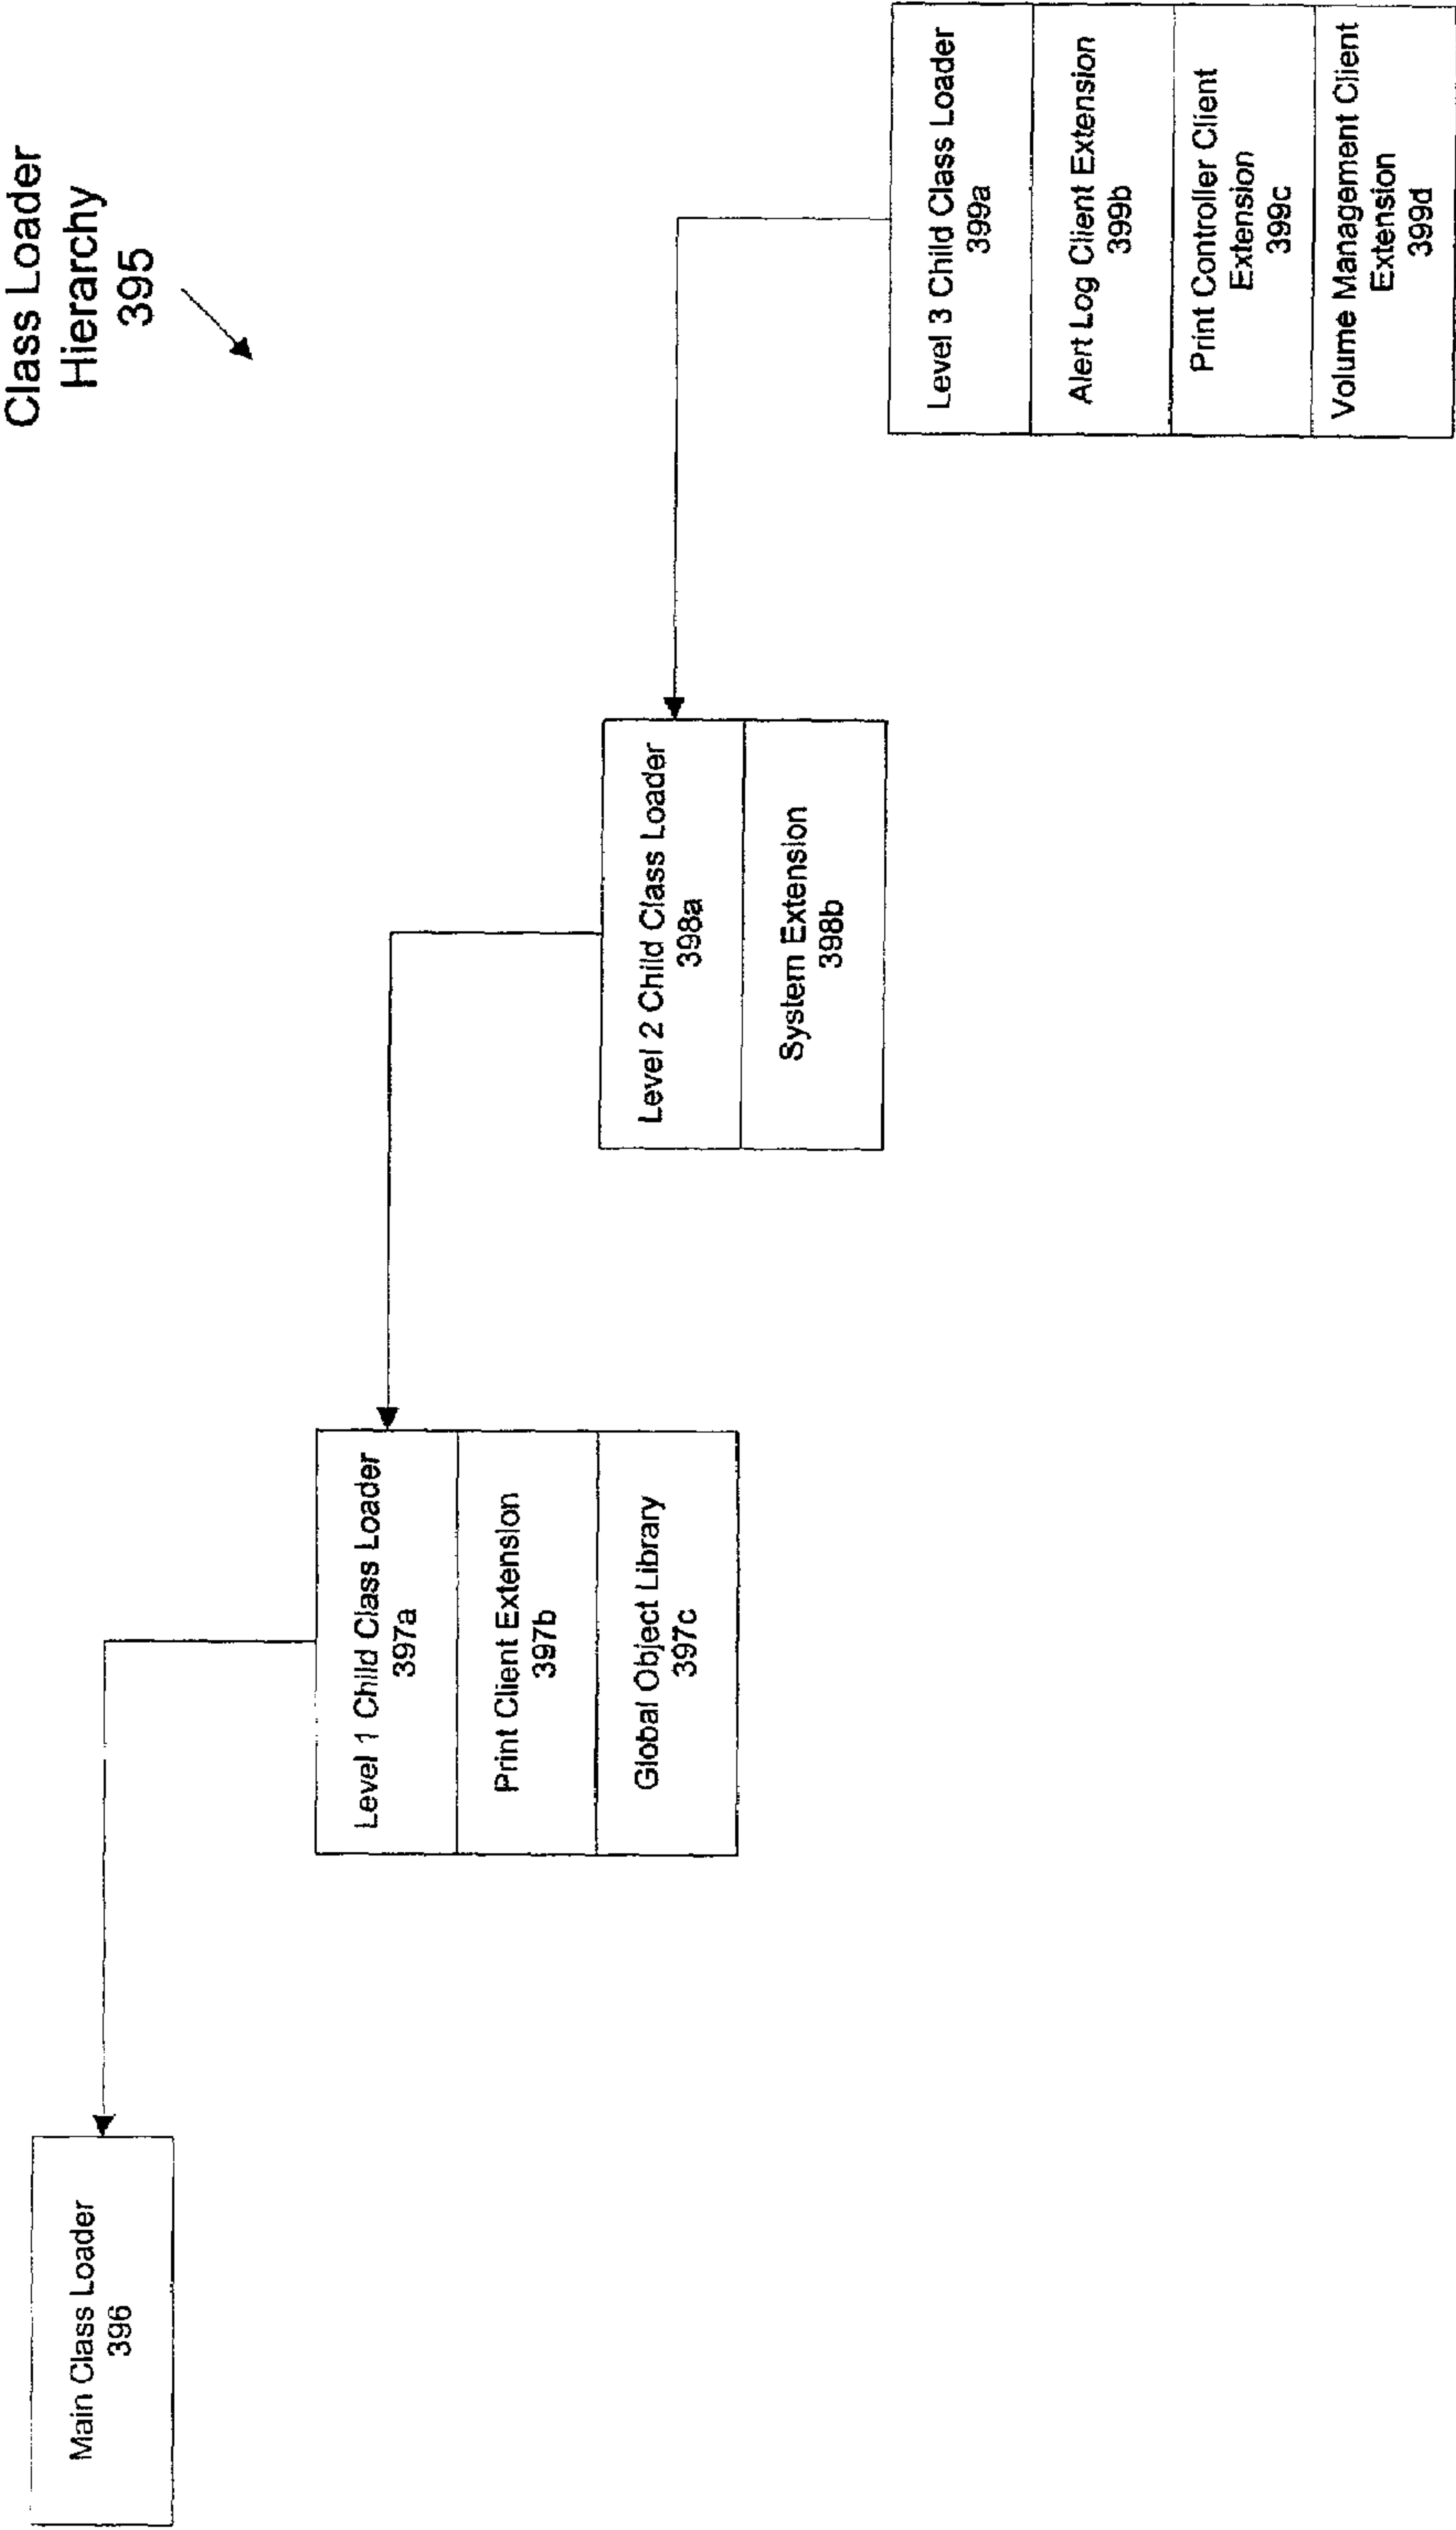 Class Loader
Hierarchy
395
Main Class Loader
396
Level 1 Child Class Loader
397a
Print Client Extension
397b
Global Object Library
397c
Level 2 Child Class Loader
398a
System Extension
398b
Level 3 Child Class Loader
399a
Alert Log Client Extension
399b
Print Controller Client
Extension
399c
Volume Management Client
Extension
399d